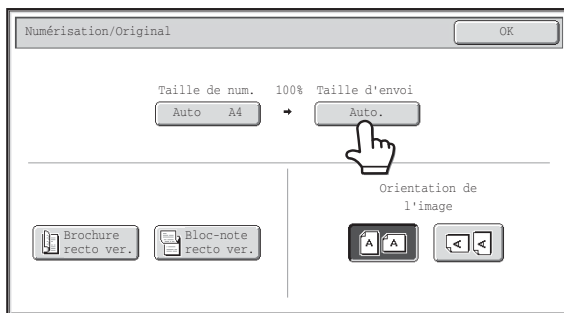 Numérisation/Original
OK
Taille de num. 100% Taille d'envoi
Auto A4 Auto.
Orientation de
l'image
Brochure
recto ver.
Bloc-note
recto ver.
A A A A